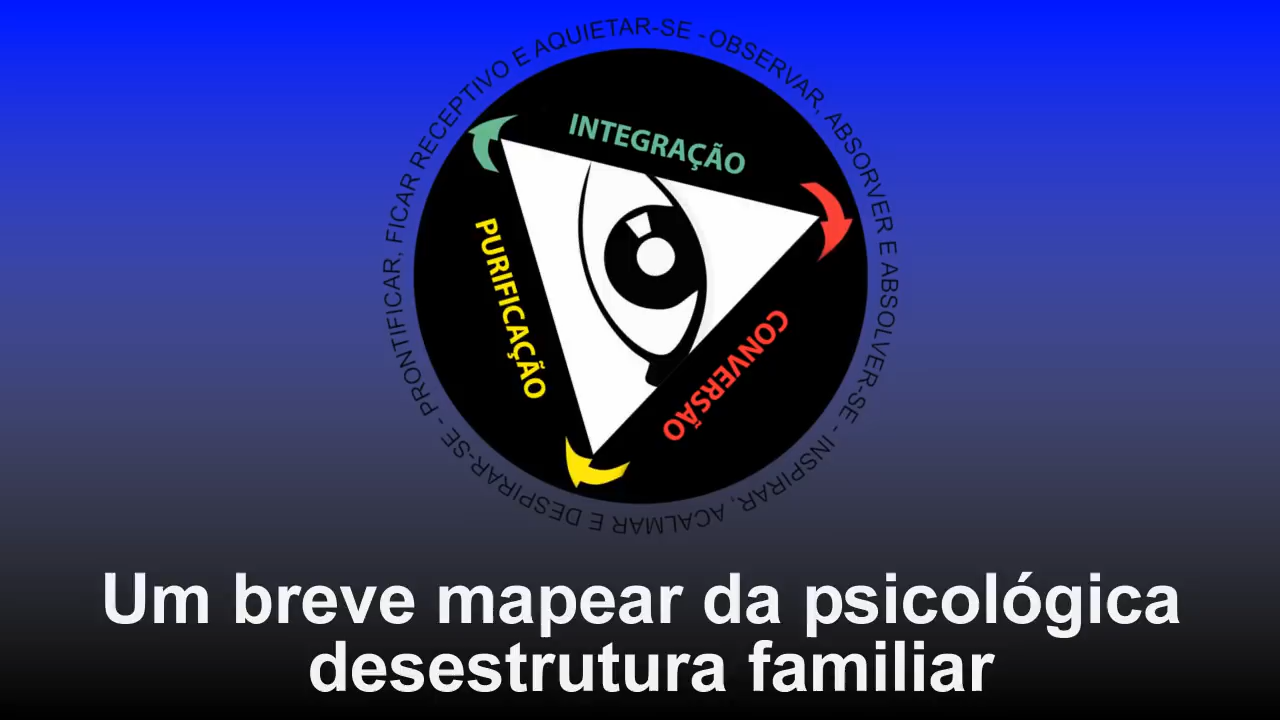 PRONTIFICAR, FICAR RECEPTIVO E AQUIETAR-SE - OBSERVAR, ABSORVER E ABSOLVER-SE - INSPIRAR, ACALMAR E DESPIRAR-SE -
INTEGRAÇÃO
PURIFICAÇÃO
CONVERSÃO
Um breve mapear da psicológica
desestrutura familiar